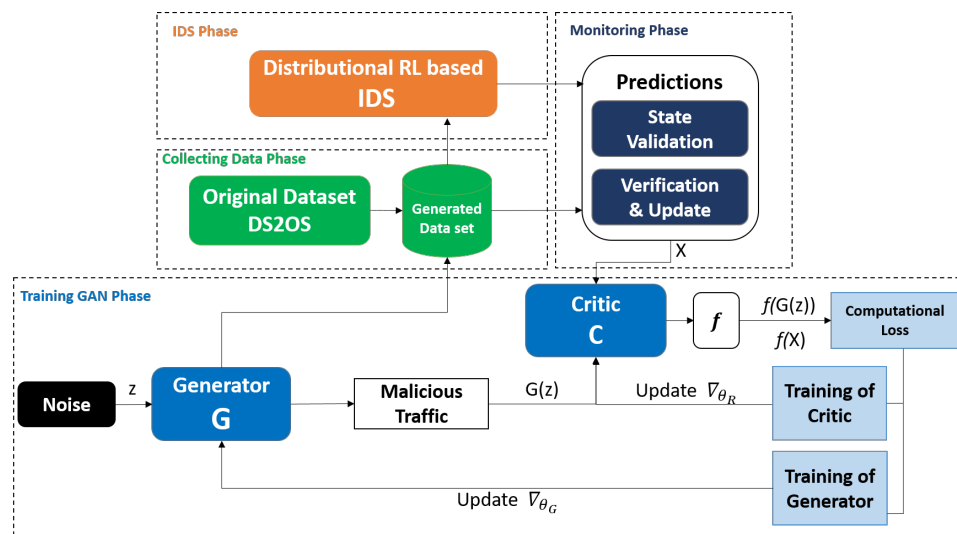 IDS Phase
Distributional RL based
IDS
Monitoring Phase
Predictions
State
Validation
Verification
& Update
Collecting Data Phase
Original Dataset
DS2OS
Generated
Data set
X
Training GAN Phase
Critic
C
f
f(G(z))
f(X)
Computational
Loss
Noise
z
Generator
G
Malicious
Traffic
G(z)
Update ∇θR
Training of
Critic
Training of
Generator
Update ∇θG